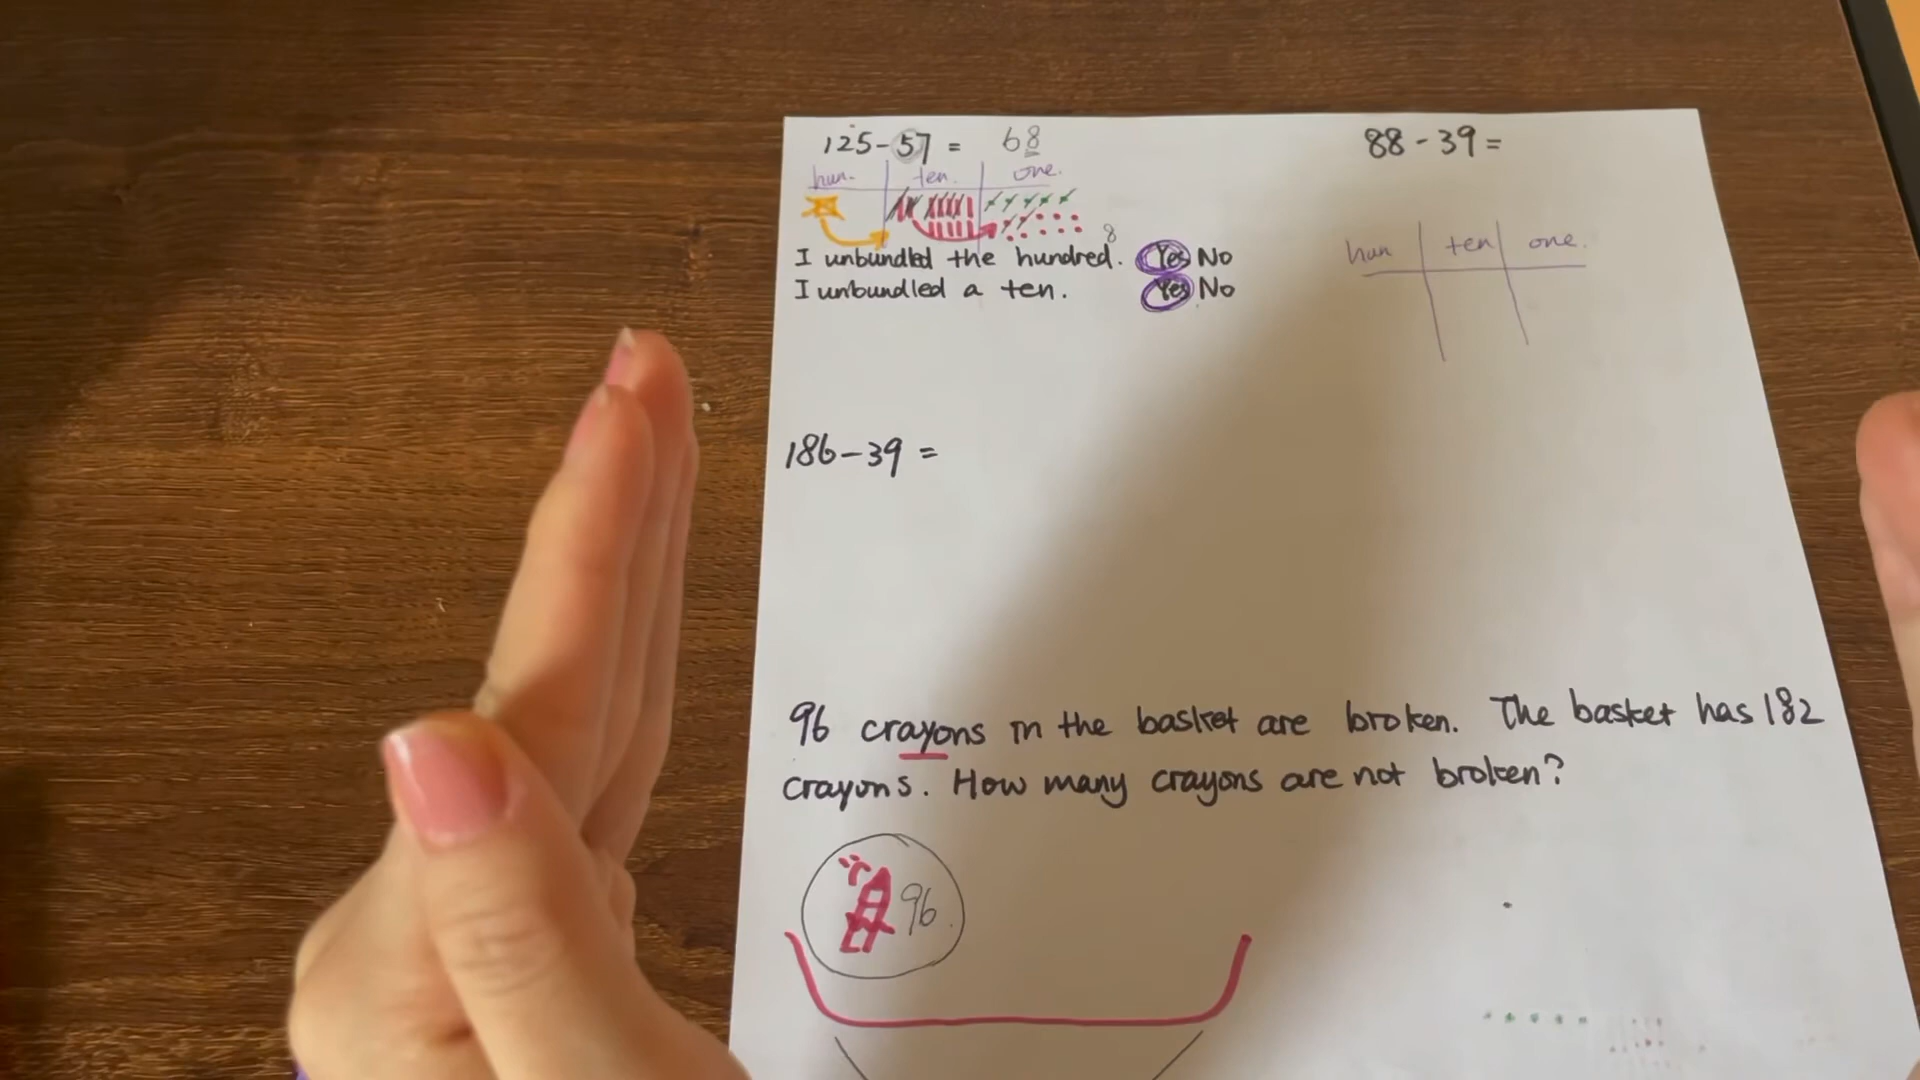 125-57 = 68
hun. ten. one.
8
I unbundled the hundred. Yes No
I unbundled a ten. Yes No
88-39=
hun ten one.
186-39 =
96 crayons in the basket are broken. The basket has 182
crayons. How many crayons are not broken?
96